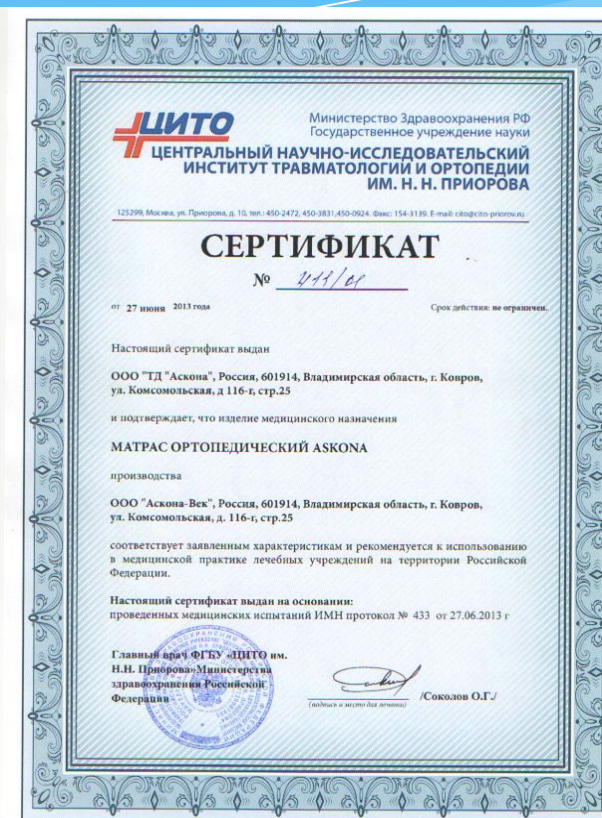 ЦИТО
Министерство Здравоохранения РФ
Государственное учреждение науки
ЦЕНТРАЛЬНЫЙ НАУЧНО-ИССЛЕДОВАТЕЛЬСКИЙ
ИНСТИТУТ ТРАВМАТОЛОГИИ И ОРТОПЕДИИ
ИМ. Н. Н. ПРИОРОВА
125299, Москва, ул. Приорова, д. 10, тел.: 450-2472, 450-3831,450-0924. Факс: 154-3139. E-mail: cito@cito-priorov.ru
СЕРТИФИКАТ
№ 411/01
от 27 июня 2013 года
Срок действия: не ограничен.
Настоящий сертификат выдан
ООО "ТД "Аскона", Россия, 601914, Владимирская область, г. Ковров,
ул. Комсомольская, д 116-г, стр.25
и подтверждает, что изделие медицинского назначения
МАТРАС ОРТОПЕДИЧЕСКИЙ ASKONA
производства
ООО "Аскона-Век", Россия, 601914, Владимирская область, г. Ковров,
ул. Комсомольская, д. 116-г, стр.25
соответствует заявленным характеристикам и рекомендуется к использованию
в медицинской практике лечебных учреждений на территории Российской
Федерации.
Настоящий сертификат выдан на основании:
проведенных медицинских испытаний ИМН протокол № 433 от 27.06.2013 г
Главный врач ФГБУ «ЦИТО им.
Н.Н. Приорова»Министерства
здравоохранения Российской
Федерации
/Соколов О.Г./
(подпись и место для печати)